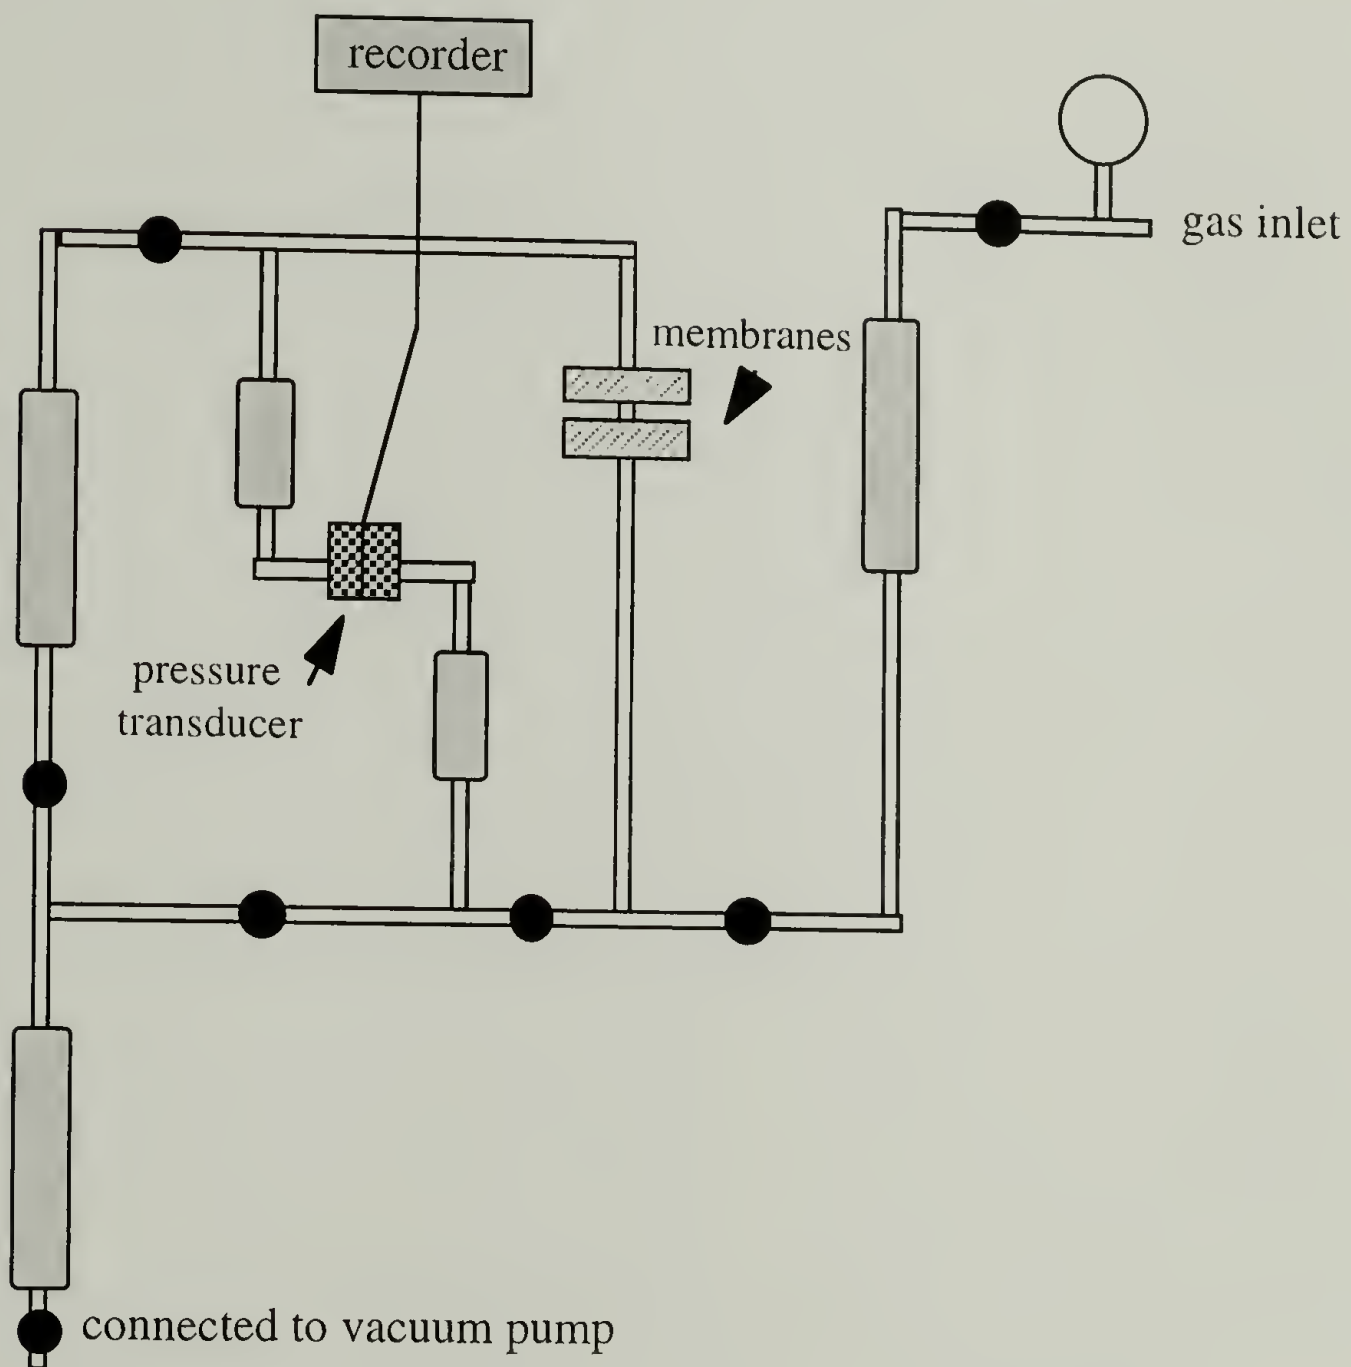 recorder
gas inlet
membranes
pressure
transducer
connected to vacuum pump